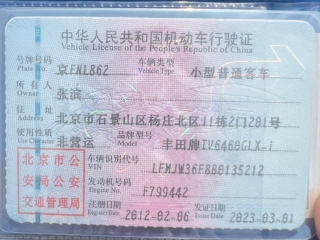 中华人民共和国机动车行驶证
Vehicle License of the People's Republic of China
号牌号码 京FNL862 车辆类型 小型普通客车
Plate No. Vehicle Type
所有人 张滨
Owner
住址 北京市石景山区杨庄北区11栋2门201号
Address
使用性质 非营运 品牌型号 丰田牌TV6460GLX-i
Use Character Model
北京市公 车辆识别代号 LFMJW36F8B0135212
VIN
安局公安 发动机号码 F799442
Engine No.
交通管理局 注册日期 2012-02-06 发证日期 2023-03-01
Register Date Issue Date